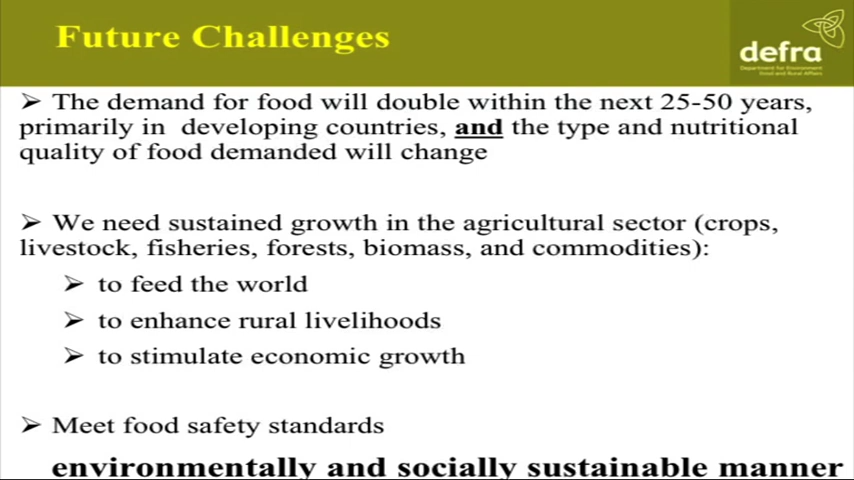 Future Challenges
defra
Department for Environment
Food and Rural Affairs
➢ The demand for food will double within the next 25-50 years,
primarily in developing countries, and the type and nutritional
quality of food demanded will change
➢ We need sustained growth in the agricultural sector (crops,
livestock, fisheries, forests, biomass, and commodities):
➢ to feed the world
➢ to enhance rural livelihoods
➢ to stimulate economic growth
➢ Meet food safety standards
environmentally and socially sustainable manner